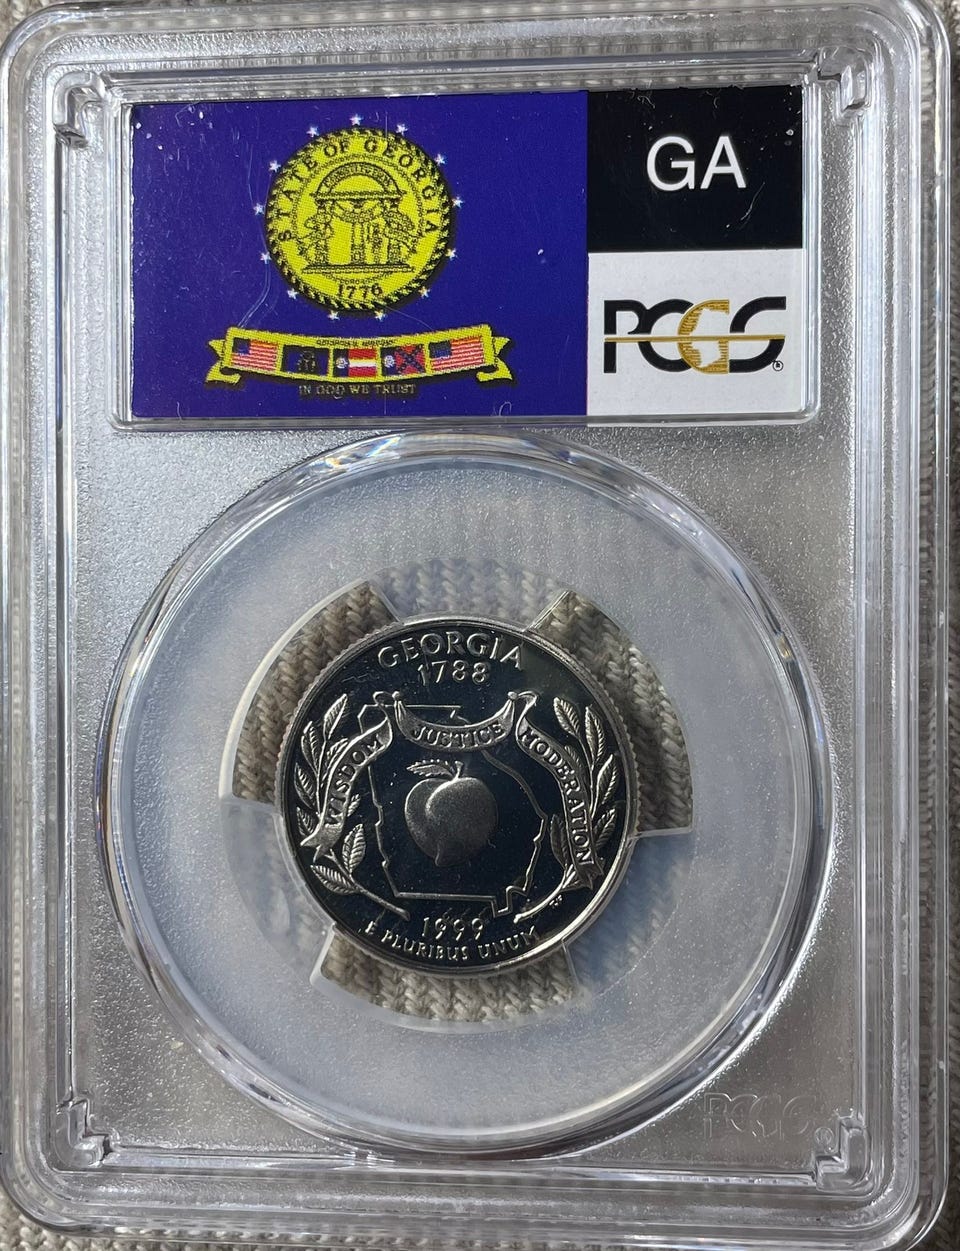 STATE OF GEORGIA
1776
IN GOD WE TRUST
GA
PCGS
GEORGIA
1788
WISDOM
JUSTICE
MODERATION
1999
E PLURIBUS UNUM
PCGS